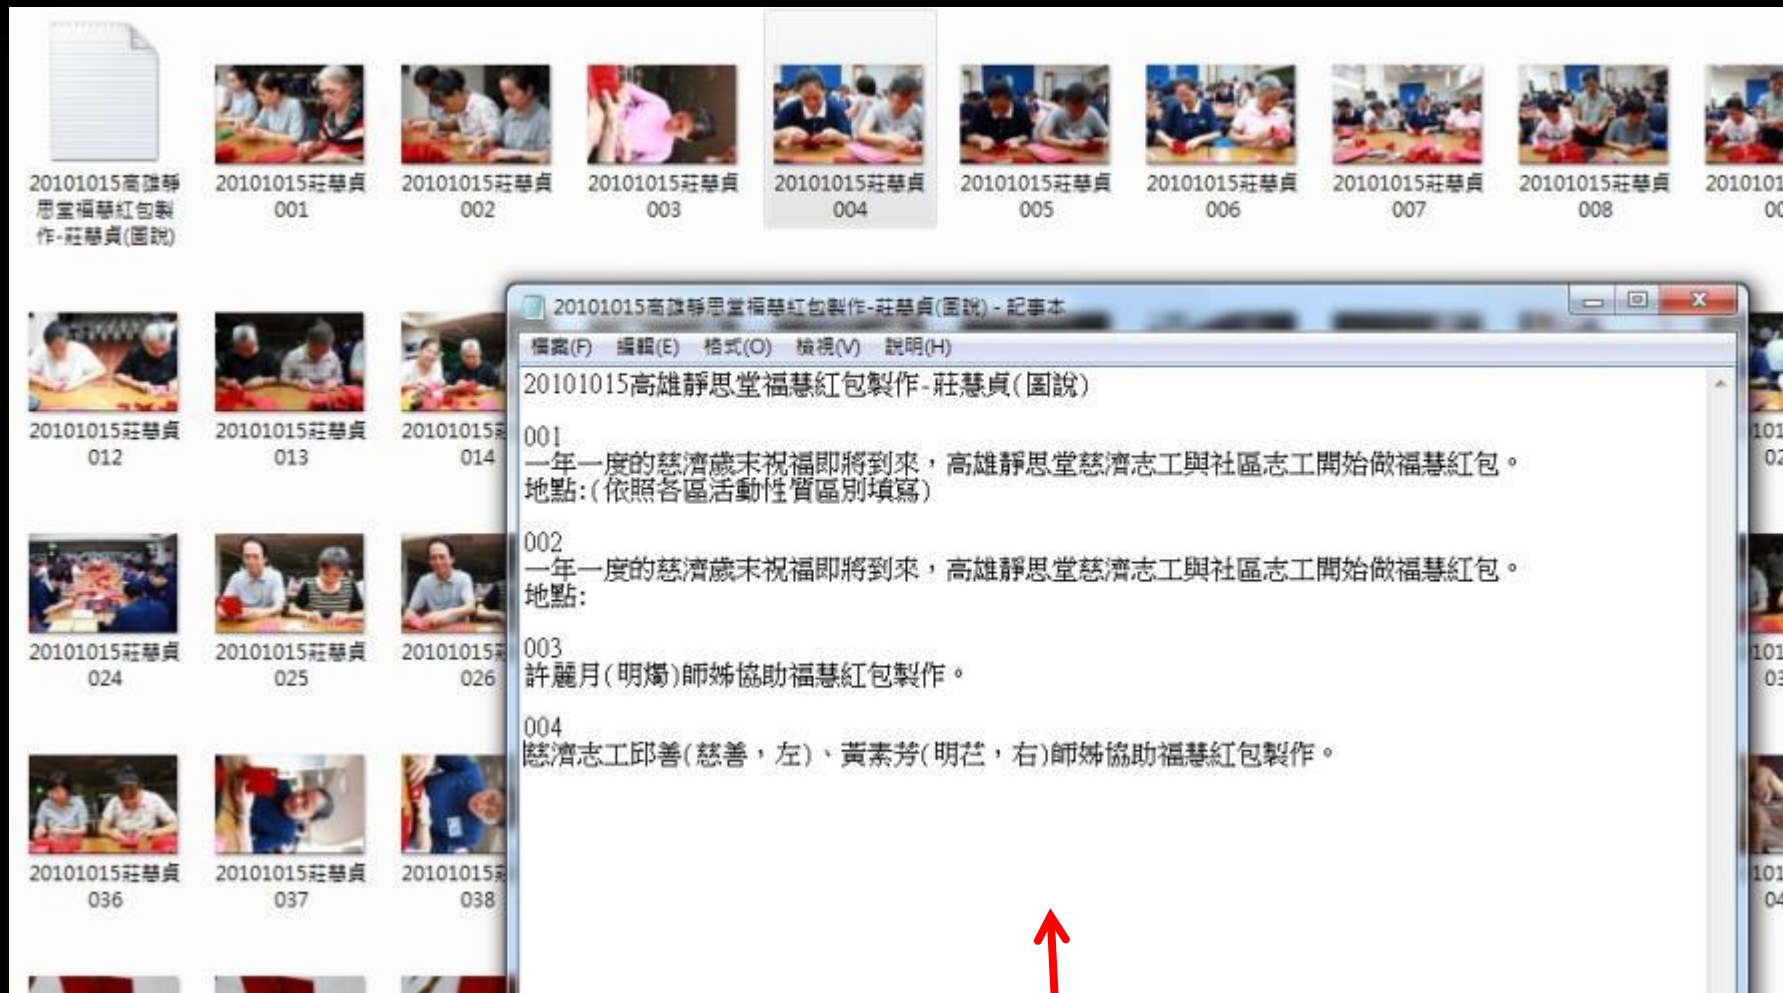 20101015高雄靜
思堂福慧紅包製
作-莊慧貞(圖說)
20101015莊慧貞
001
20101015莊慧貞
002
20101015莊慧貞
003
20101015莊慧貞
004
20101015莊慧貞
005
20101015莊慧貞
006
20101015莊慧貞
007
20101015莊慧貞
008
20101015莊慧貞
012
20101015莊慧貞
013
20101015
014
20101015莊慧貞
024
20101015莊慧貞
025
20101015
026
20101015莊慧貞
036
20101015莊慧貞
037
20101015
038
20101015高雄靜思堂福慧紅包製作-莊慧貞(圖說) - 記事本
檔案(F) 編輯(E) 格式(O) 檢視(V) 說明(H)
20101015高雄靜思堂福慧紅包製作-莊慧貞(圖說)
001
一年一度的慈濟歲末祝福即將到來，高雄靜思堂慈濟志工與社區志工開始做福慧紅包。
地點:(依照各區活動性質區別填寫)
002
一年一度的慈濟歲末祝福即將到來，高雄靜思堂慈濟志工與社區志工開始做福慧紅包。
地點:
003
許麗月(明燭)師姊協助福慧紅包製作。
004
慈濟志工邱善(慈善，左)、黃素芳(明芢，右)師姊協助福慧紅包製作。